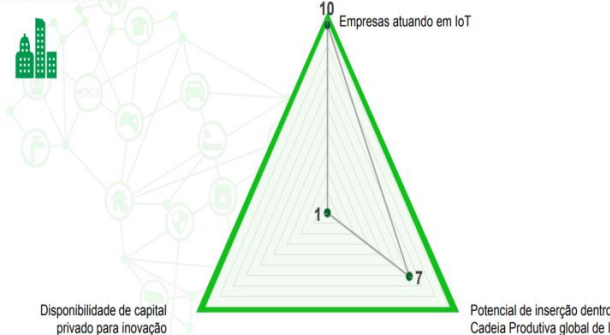 10
Empresas atuando em IoT
1
7
Disponibilidade de capital
privado para inovação
Potencial de inserção dentro
Cadeia Produtiva global de